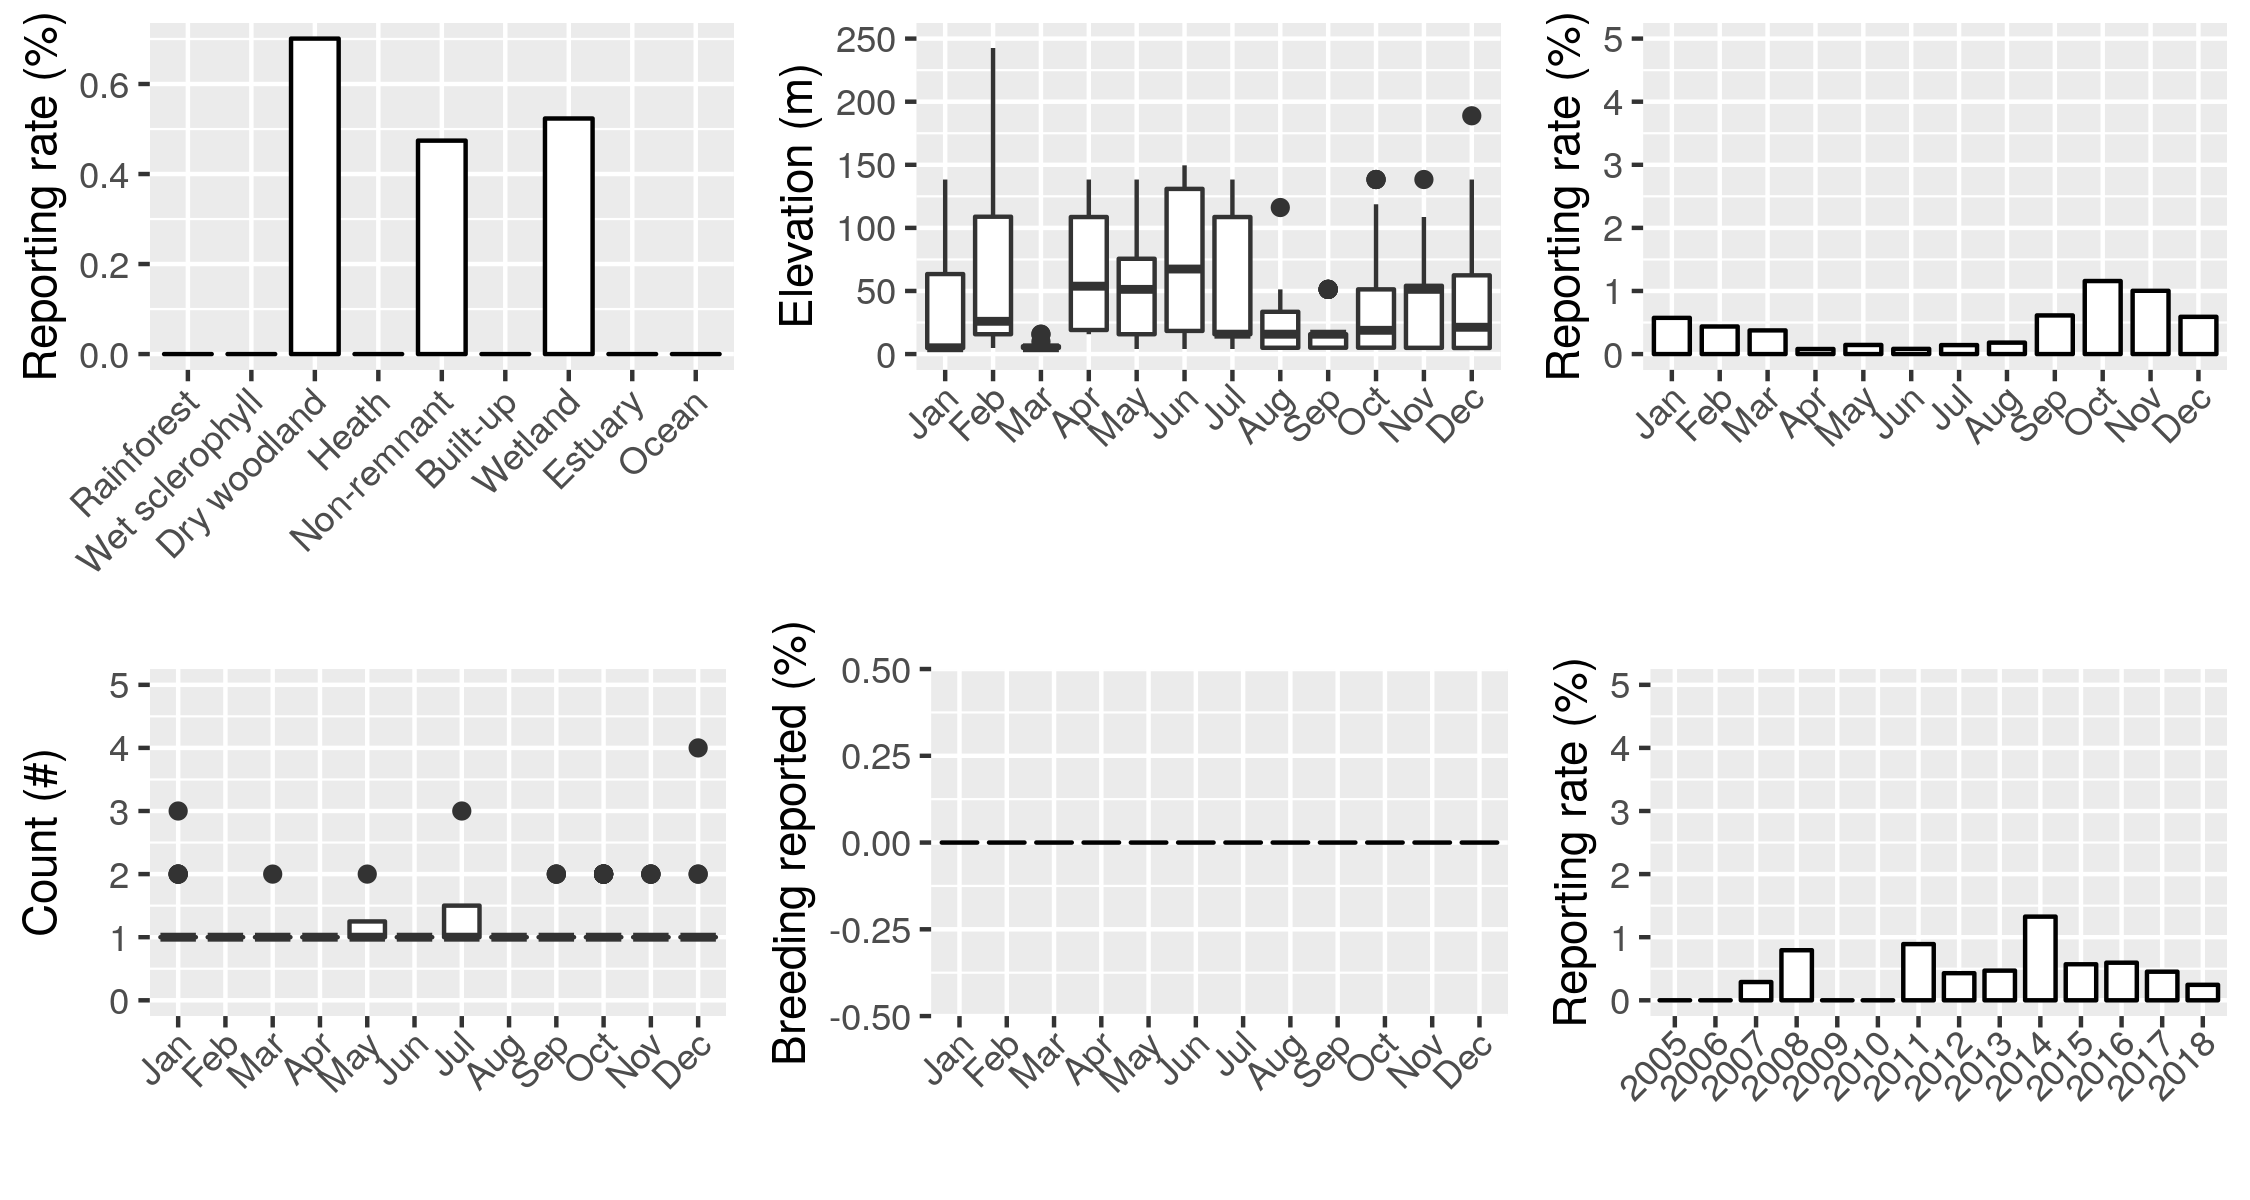 Reporting rate (%)
0.6
0.4
0.2
0.0
Rainforest
Wet sclerophyll
Dry woodland
Heath
Non-remnant
Built-up
Wetland
Estuary
Ocean
Elevation (m)
250
200
150
100
50
0
Jan
Feb
Mar
Apr
May
Jun
Jul
Aug
Sep
Oct
Nov
Dec
Reporting rate (%)
5
4
3
2
1
0
Jan
Feb
Mar
Apr
May
Jun
Jul
Aug
Sep
Oct
Nov
Dec
Count (#)
5
4
3
2
1
0
Jan
Feb
Mar
Apr
May
Jun
Jul
Aug
Sep
Oct
Nov
Dec
Breeding reported (%)
0.50
0.25
0.00
-0.25
-0.50
Jan
Feb
Mar
Apr
May
Jun
Jul
Aug
Sep
Oct
Nov
Dec
Reporting rate (%)
5
4
3
2
1
0
2005
2006
2007
2008
2009
2010
2011
2012
2013
2014
2015
2016
2017
2018